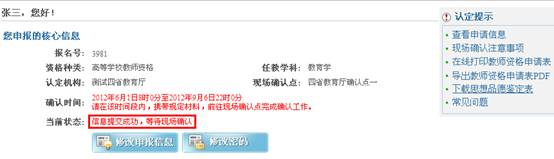 张三，您好！
您申报的核心信息
报名号： 3981
资格种类： 高等学校教师资格 任教学科： 教育学
认定机构： 测试四省教育厅 现场确认点： 四省教育厅确认点一
确认时间： 2012年6月1日8时0分至2012年9月6日22时0分
请在该时间段内，携带规定材料，前往现场确认点完成确认工作。
当前状态： 信息提交成功，等待现场确认
修改申报信息 修改密码
认定提示
查看申请信息
现场确认注意事项
在线打印教师资格申请表
导出教师资格申请表PDF
下载思想品德鉴定表
常见问题